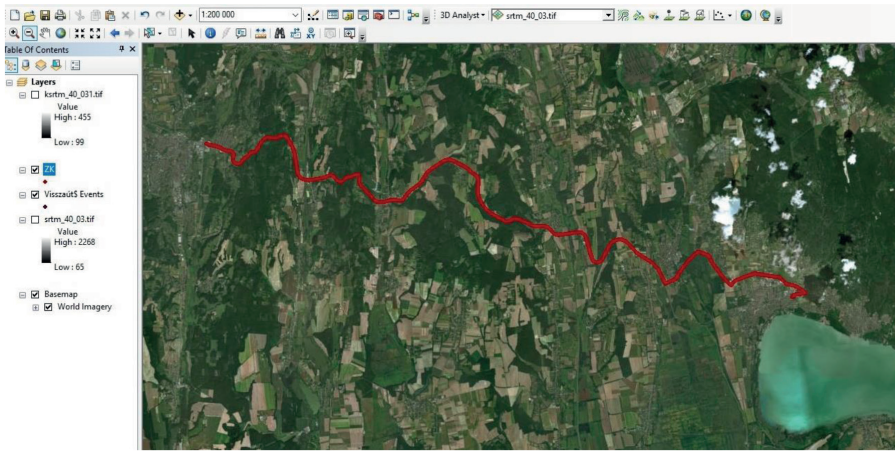 1:200 000
3D Analyst
srtm_40_03.tif
Table Of Contents
Layers
ksrtm_40_031.tif
Value
High : 455
Low : 99
ZK
Visszaút$ Events
srtm_40_03.tif
Value
High : 2268
Low : 65
Basemap
World Imagery